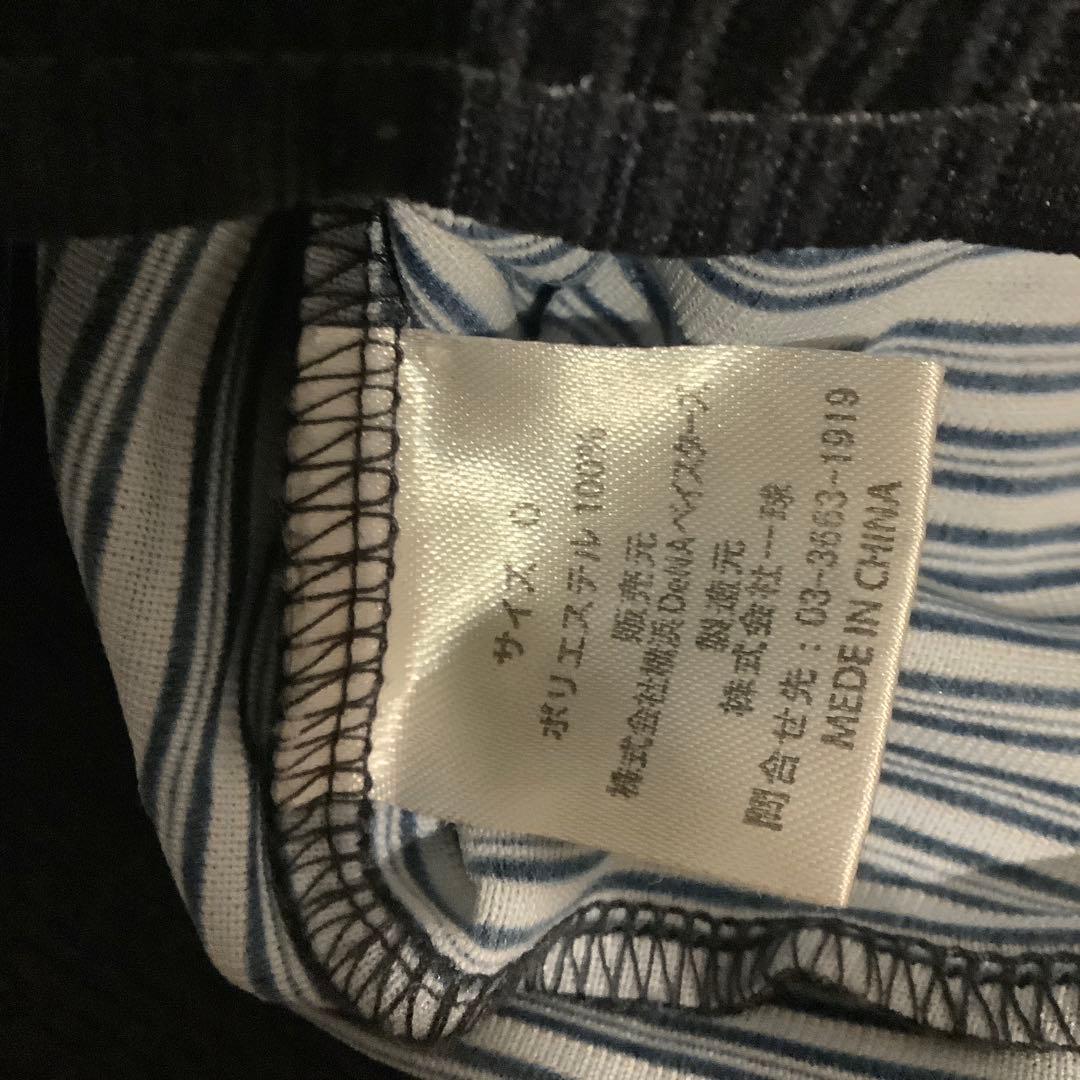 サイズ O
ポリエステル 100%
販売元
株式会社横浜DeNAベイスターズ
製造元
株式会社一球
問合せ先：03-3663-1919
MEDE IN CHINA